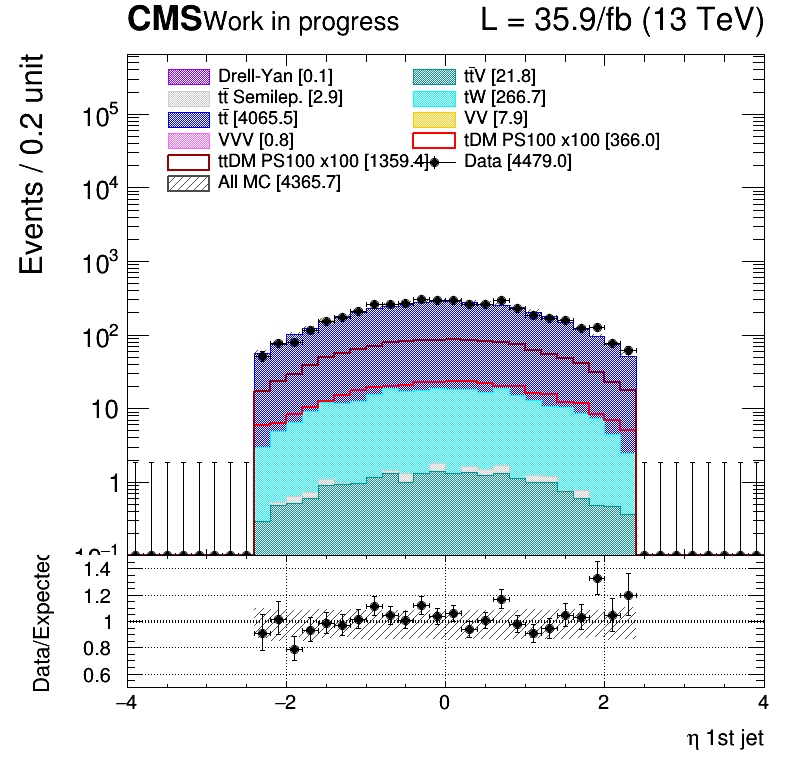 CMS Work in progress L = 35.9/fb (13 TeV)
Events / 0.2 unit
Drell-Yan [0.1]
tt̄V [21.8]
tt̄ Semilep. [2.9]
tW [266.7]
tt̄ [4065.5]
VV [7.9]
VVV [0.8]
tDM PS100 x100 [366.0]
ttDM PS100 x100 [1359.4]
Data [4479.0]
All MC [4365.7]
10⁵
10⁴
10³
10²
10
1
10⁻¹
Data/Expected
1.4
1.2
1
0.8
0.6
−4 −2 0 2 4
η 1st jet